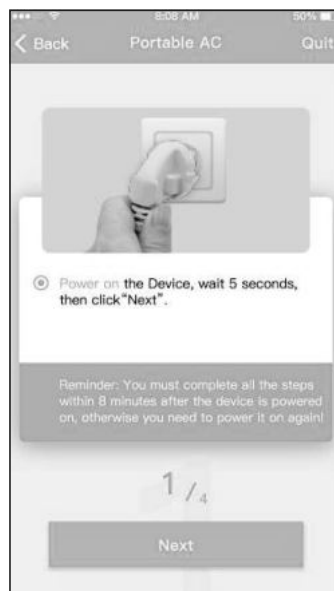 8:08 AM 50%
Back Portable AC Quit
Power on the Device, wait 5 seconds,
then click“Next”.
Reminder: You must complete all the steps
within 8 minutes after the device is powered
on, otherwise you need to power it on again!
1/4
Next